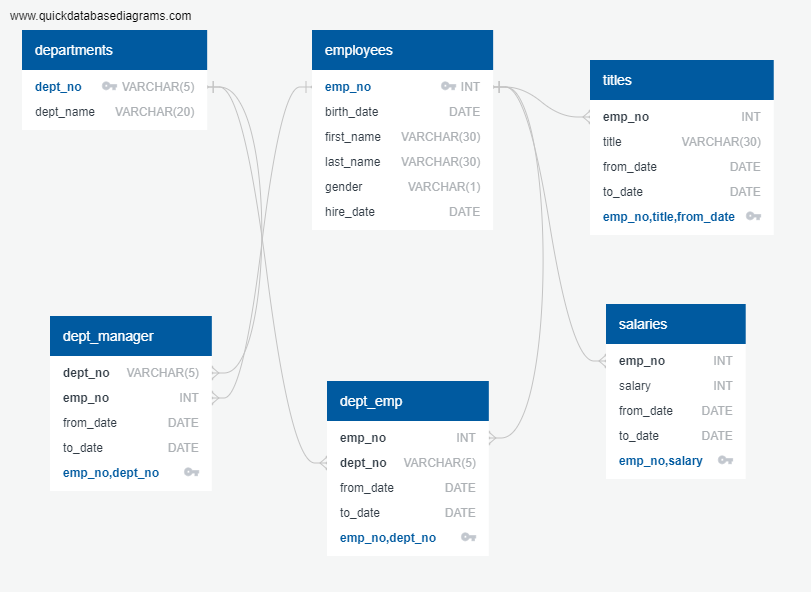 www.quickdatabasediagrams.com
departments
dept_no VARCHAR(5)
dept_name VARCHAR(20)
employees
emp_no INT
birth_date DATE
first_name VARCHAR(30)
last_name VARCHAR(30)
gender VARCHAR(1)
hire_date DATE
titles
emp_no INT
title VARCHAR(30)
from_date DATE
to_date DATE
emp_no,title,from_date
dept_manager
dept_no VARCHAR(5)
emp_no INT
from_date DATE
to_date DATE
emp_no,dept_no
dept_emp
emp_no INT
dept_no VARCHAR(5)
from_date DATE
to_date DATE
emp_no,dept_no
salaries
emp_no INT
salary INT
from_date DATE
to_date DATE
emp_no,salary